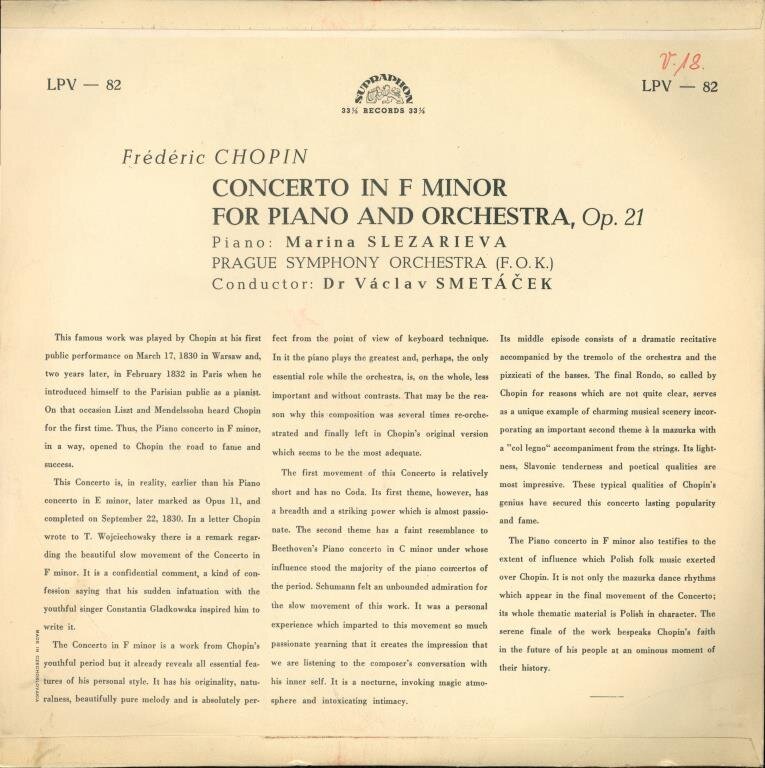 V.18.
LPV — 82
SUPRAPHON
33⅓ RECORDS 33⅓
LPV — 82
Frédéric CHOPIN
CONCERTO IN F MINOR
FOR PIANO AND ORCHESTRA, Op. 21
Piano: Marina SLEZARIEVA
PRAGUE SYMPHONY ORCHESTRA (F.O.K.)
Conductor: Dr Václav SMETÁČEK
This famous work was played by Chopin at his first
public performance on March 17, 1830 in Warsaw and,
two years later, in February 1832 in Paris when he
introduced himself to the Parisian public as a pianist.
On that occasion Liszt and Mendelssohn heard Chopin
for the first time. Thus, the Piano concerto in F minor,
in a way, opened to Chopin the road to fame and
success.
This Concerto is, in reality, earlier than his Piano
concerto in E minor, later marked as Opus 11, and
completed on September 22, 1830. In a letter Chopin
wrote to T. Wojciechowsky there is a remark regar-
ding the beautiful slow movement of the Concerto in
F minor. It is a confidential comment, a kind of con-
fession saying that his sudden infatuation with the
youthful singer Constantia Gladkowska inspired him to
write it.
The Concerto in F minor is a work from Chopin's
youthful period but it already reveals all essential fea-
tures of his personal style. It has his originality, natu-
ralness, beautifully pure melody and is absolutely per-
fect from the point of view of keyboard technique.
In it the piano plays the greatest and, perhaps, the only
essential role while the orchestra, is, on the whole, less
important and without contrasts. That may be the rea-
son why this composition was several times re-orche-
strated and finally left in Chopin's original version
which seems to be the most adequate.
The first movement of this Concerto is relatively
short and has no Coda. Its first theme, however, has
a breadth and a striking power which is almost passio-
nate. The second theme has a faint resemblance to
Beethoven's Piano concerto in C minor under whose
influence stood the majority of the piano concertos of
the period. Schumann felt an unbounded admiration for
the slow movement of this work. It was a personal
experience which imparted to this movement so much
passionate yearning that it creates the impression that
we are listening to the composer's conversation with
his inner self. It is a nocturne, invoking magic atmo-
sphere and intoxicating intimacy.
Its middle episode consists of a dramatic recitative
accompanied by the tremolo of the orchestra and the
pizzicati of the basses. The final Rondo, so called by
Chopin for reasons which are not quite clear, serves
as a unique example of charming musical scenery incor-
porating an important second theme à la mazurka with
a "col legno“ accompaniment from the strings. Its light-
ness, Slavonic tenderness and poetical qualities are
most impressive. These typical qualities of Chopin's
genius have secured this concerto lasting popularity
and fame.
The Piano concerto in F minor also testifies to the
extent of influence which Polish folk music exerted
over Chopin. It is not only the mazurka dance rhythms
which appear in the final movement of the Concerto;
its whole thematic material is Polish in character. The
serene finale of the work bespeaks Chopin's faith
in the future of his people at an ominous moment of
their history.
MADE IN CZECHOSLOVAKIA